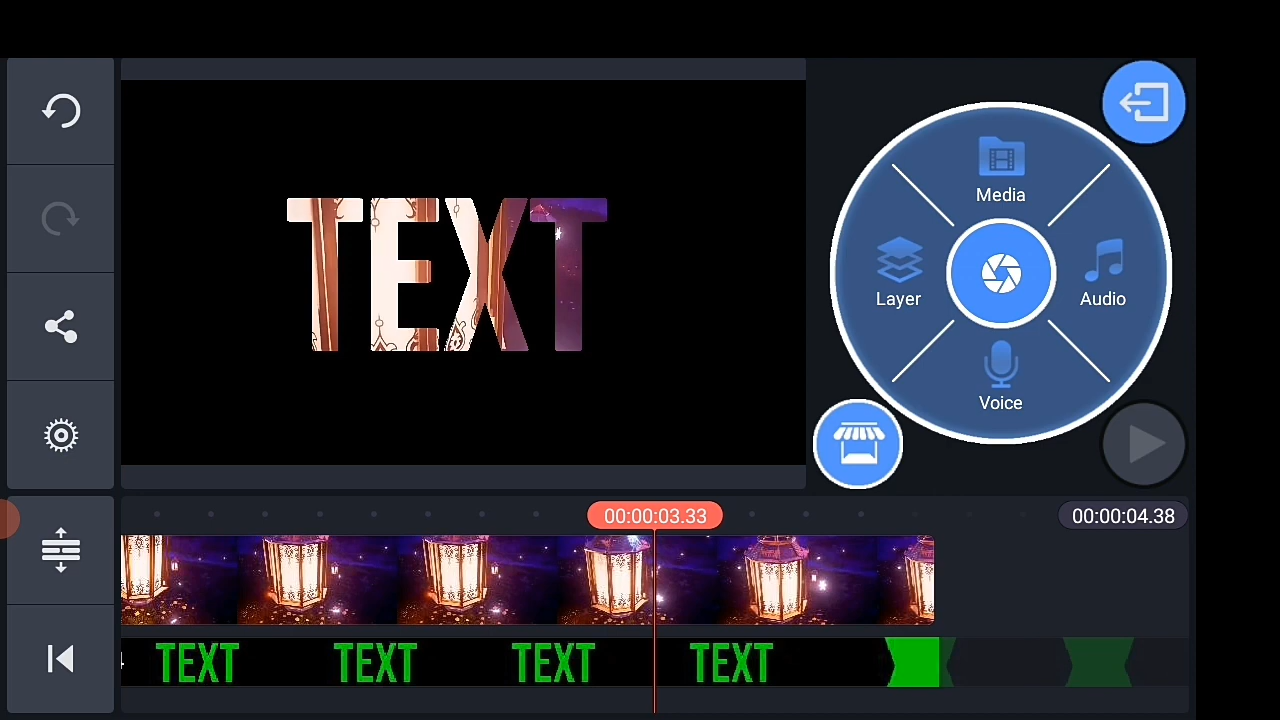 TEXT
Media
Layer
Audio
Voice
00:00:03.33
00:00:04.38
TEXT TEXT TEXT TEXT